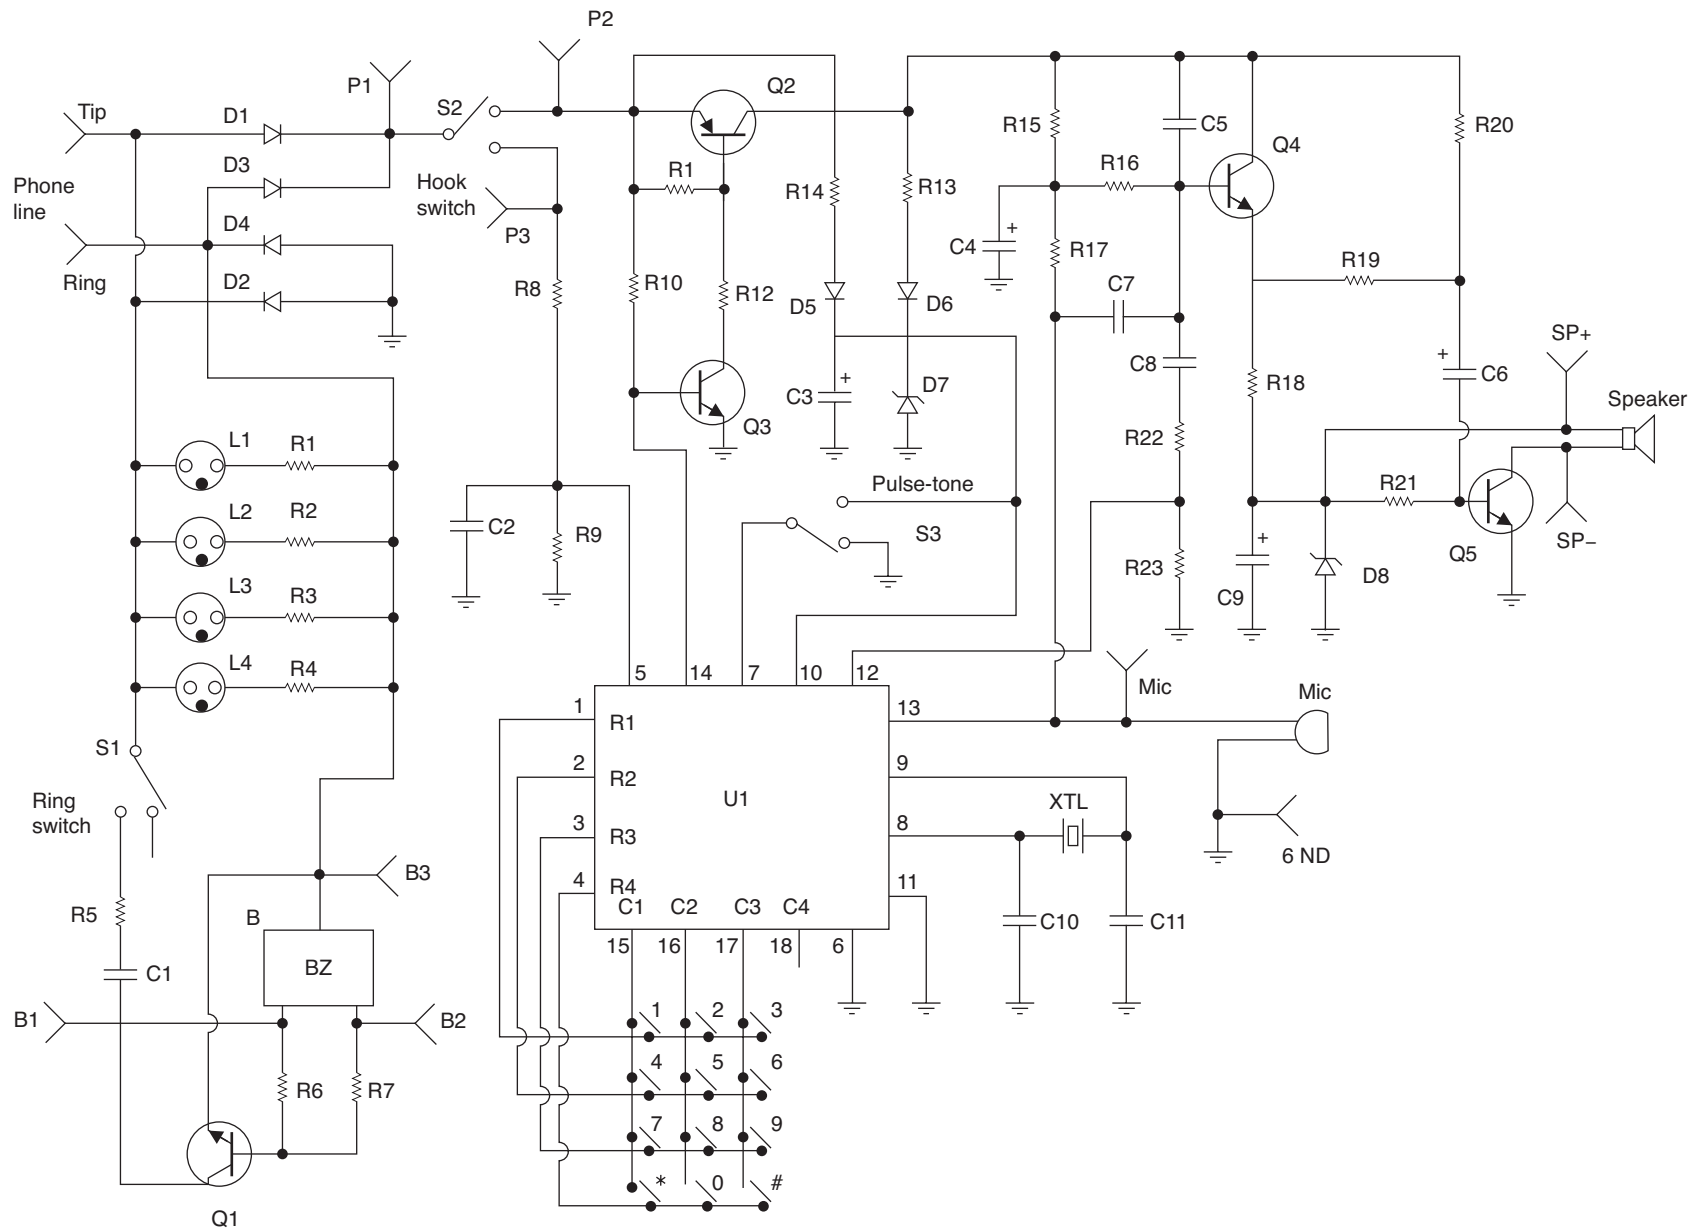 P2
P1
Tip
D1
S2
Q2
D3
R15
C5
Q4
R20
Phone
line
Hook
switch
R1
R14
R13
R16
D4
P3
C4
+
R17
R19
Ring
D2
R8
R10
R12
D5
D6
C7
SP+
C8
+
C6
C3
+
D7
R18
Speaker
Q3
L1
R1
R22
Pulse-tone
R21
L2
R2
C2
R9
S3
+
Q5
SP–
R23
D8
L3
R3
C9
L4
R4
5
14
7
10
12
Mic
Mic
1
R1
13
S1
2
R2
9
U1
XTL
Ring
switch
3
R3
8
6 ND
4
R4
11
B3
C1
C2
C3
C4
R5
B
C10
C11
15
16
17
18
6
BZ
C1
B1
B2
1
2
3
R6
R7
4
5
6
7
8
9
*
0
#
Q1